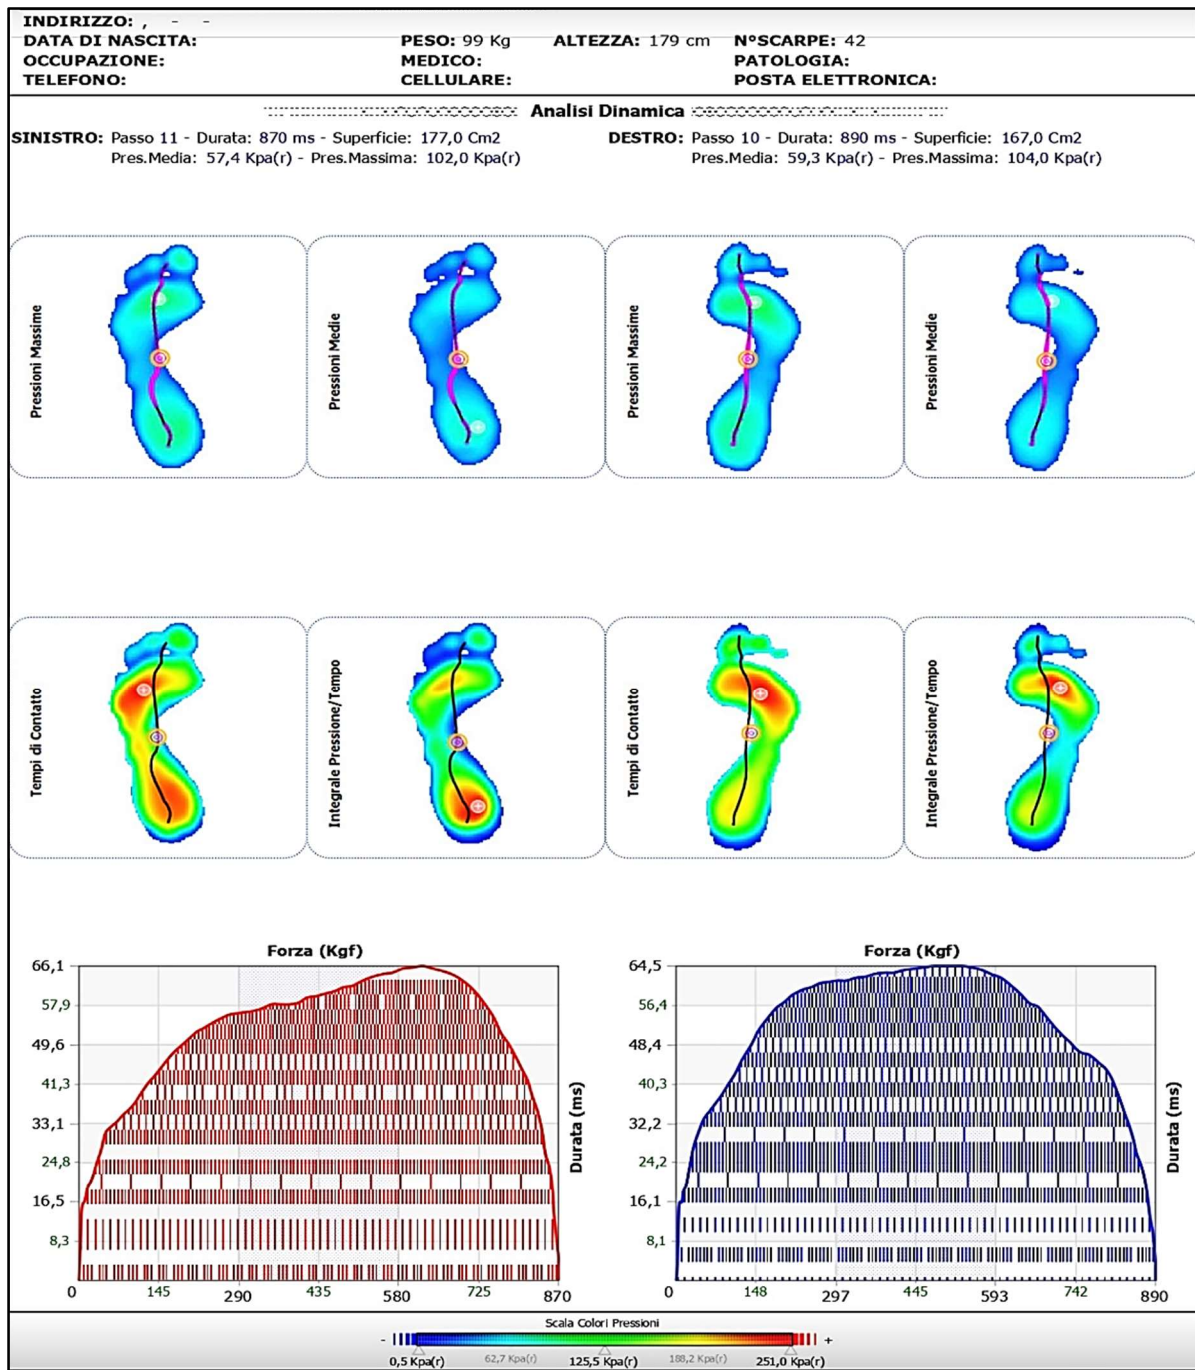 INDIRIZZO: , - -
DATA DI NASCITA: PESO: 99 Kg ALTEZZA: 179 cm N°SCARPE: 42
OCCUPAZIONE: MEDICO: PATOLOGIA:
TELEFONO: CELLULARE: POSTA ELETTRONICA:
Analisi Dinamica
SINISTRO: Passo 11 - Durata: 870 ms - Superficie: 177,0 Cm2
Pres.Media: 57,4 Kpa(r) - Pres.Massima: 102,0 Kpa(r)
DESTRO: Passo 10 - Durata: 890 ms - Superficie: 167,0 Cm2
Pres.Media: 59,3 Kpa(r) - Pres.Massima: 104,0 Kpa(r)
Pressioni Massime
Pressioni Medie
Pressioni Massime
Pressioni Medie
Tempi di Contatto
Integrale Pressione/Tempo
Tempi di Contatto
Integrale Pressione/Tempo
Forza (Kgf)
66,1
57,9
49,6
41,3
33,1
24,8
16,5
8,3
0 145 290 435 580 725 870
Durata (ms)
Forza (Kgf)
64,5
56,4
48,4
40,3
32,2
24,2
16,1
8,1
0 148 297 445 593 742 890
Durata (ms)
Scala Colori Pressioni
- +
0,5 Kpa(r) 62,7 Kpa(r) 125,5 Kpa(r) 188,2 Kpa(r) 251,0 Kpa(r)